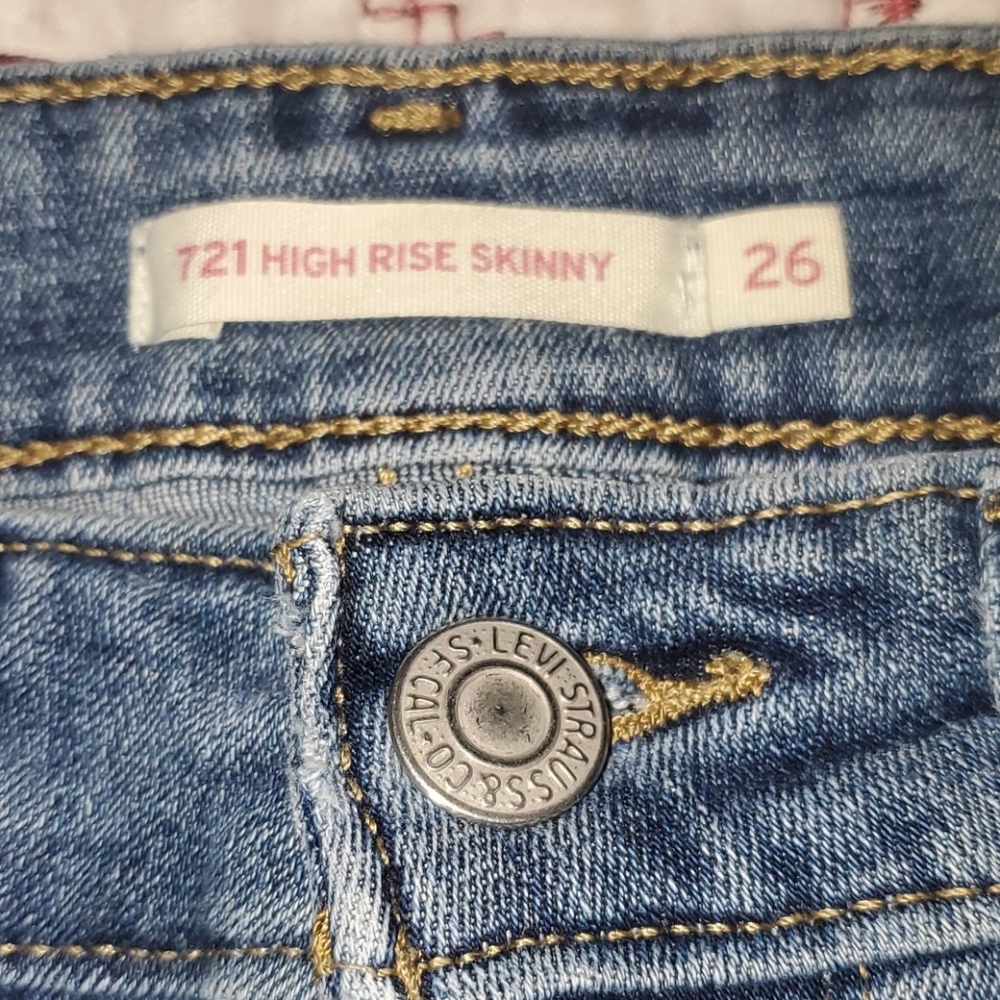 721 HIGH RISE SKINNY 26
LEVI STRAUSS & CO · S.F. CAL ·